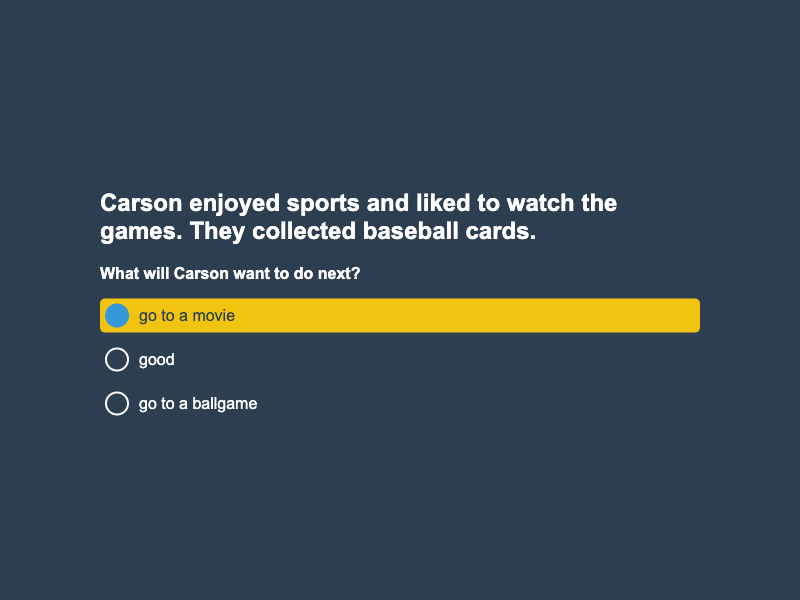 Carson enjoyed sports and liked to watch the
games. They collected baseball cards.
What will Carson want to do next?
go to a movie
good
go to a ballgame